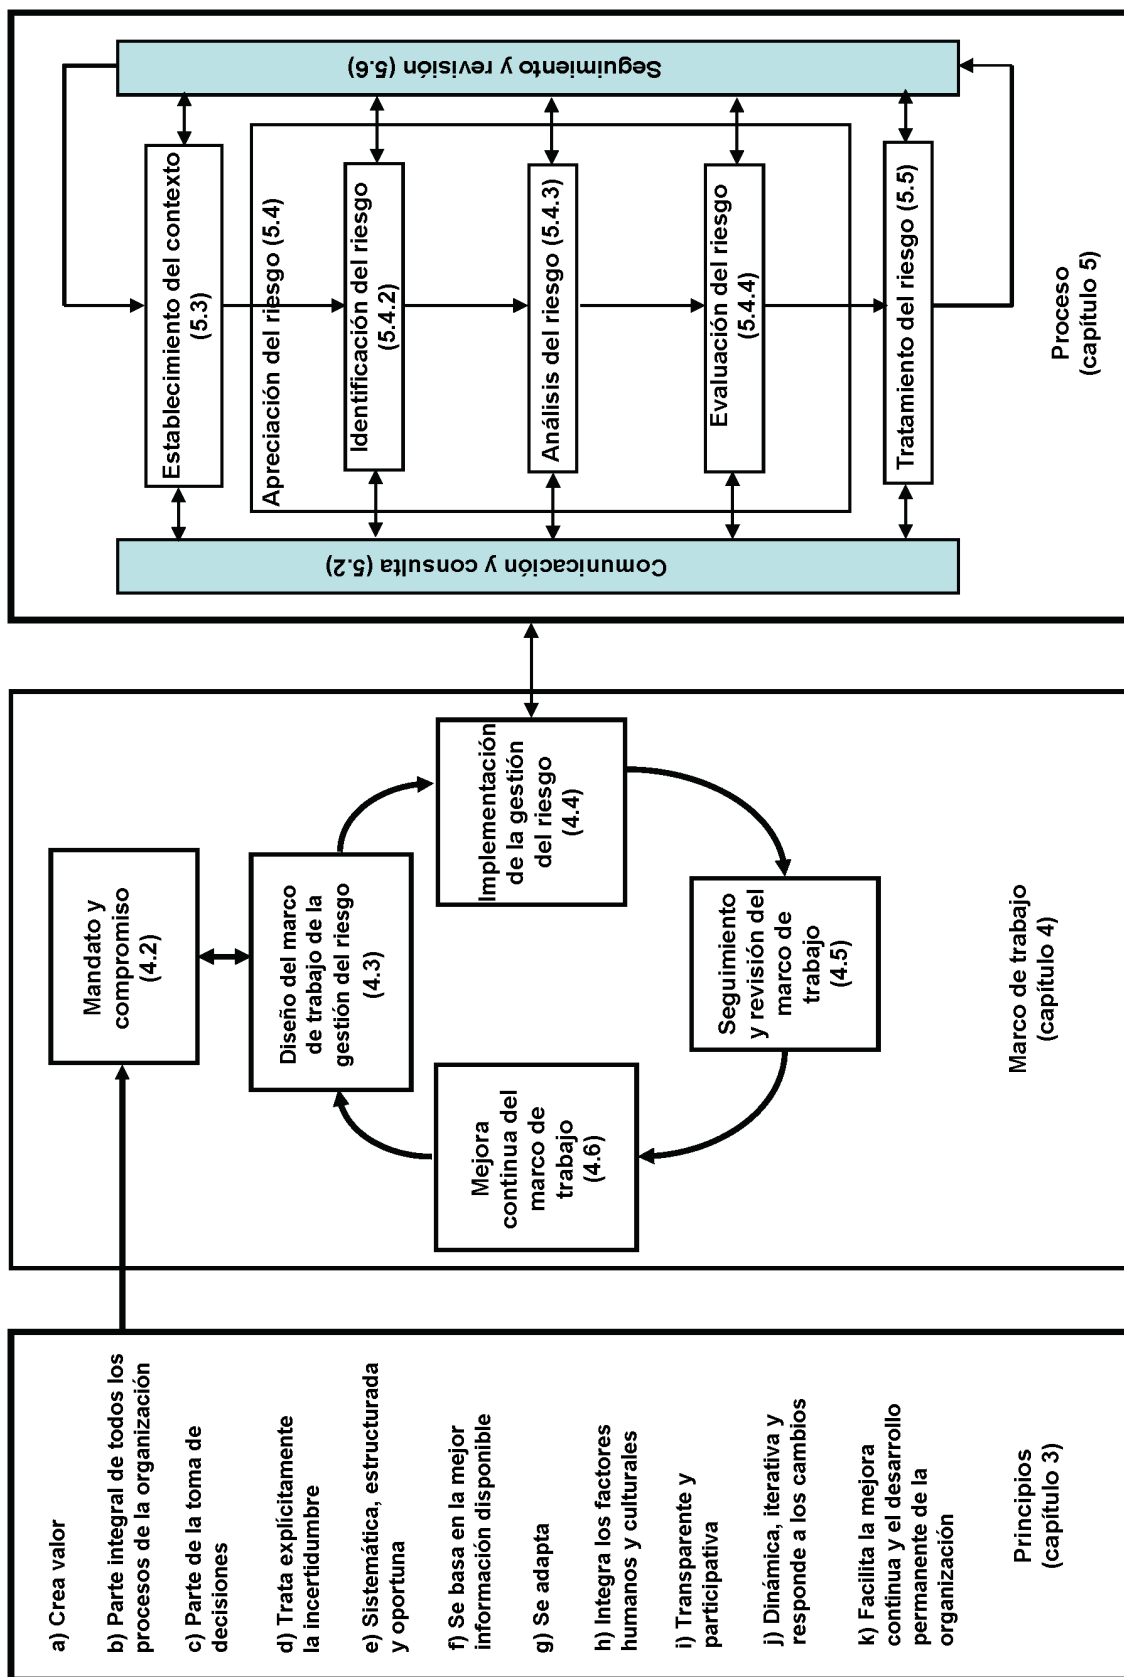 a) Crea valor
b) Parte integral de todos los
procesos de la organización
c) Parte de la toma de
decisiones
d) Trata explícitamente
la incertidumbre
e) Sistemática, estructurada
y oportuna
f) Se basa en la mejor
información disponible
g) Se adapta
h) Integra los factores
humanos y culturales
i) Transparente y
participativa
j) Dinámica, iterativa y
responde a los cambios
k) Facilita la mejora
continua y el desarrollo
permanente de la
organización
Principios
(capítulo 3)
Mandato y
compromiso
(4.2)
Diseño del marco
de trabajo de la
gestión del riesgo
(4.3)
Implementación
de la gestión
del riesgo
(4.4)
Seguimiento
y revisión del
marco de
trabajo
(4.5)
Mejora
continua del
marco de
trabajo
(4.6)
Marco de trabajo
(capítulo 4)
Comunicación y consulta (5.2)
Establecimiento del contexto
(5.3)
Apreciación del riesgo (5.4)
Identificación del riesgo
(5.4.2)
Análisis del riesgo (5.4.3)
Evaluación del riesgo
(5.4.4)
Tratamiento del riesgo (5.5)
Seguimiento y revisión (5.6)
Proceso
(capítulo 5)